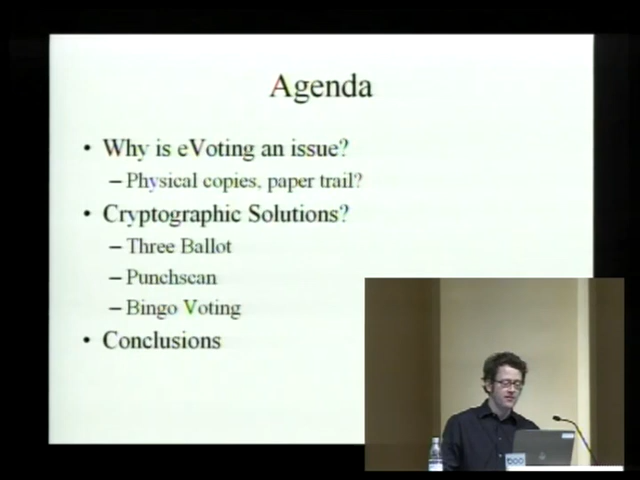 Agenda
• Why is eVoting an issue?
– Physical copies, paper trail?
• Cryptographic Solutions?
– Three Ballot
– Punchscan
– Bingo Voting
• Conclusions